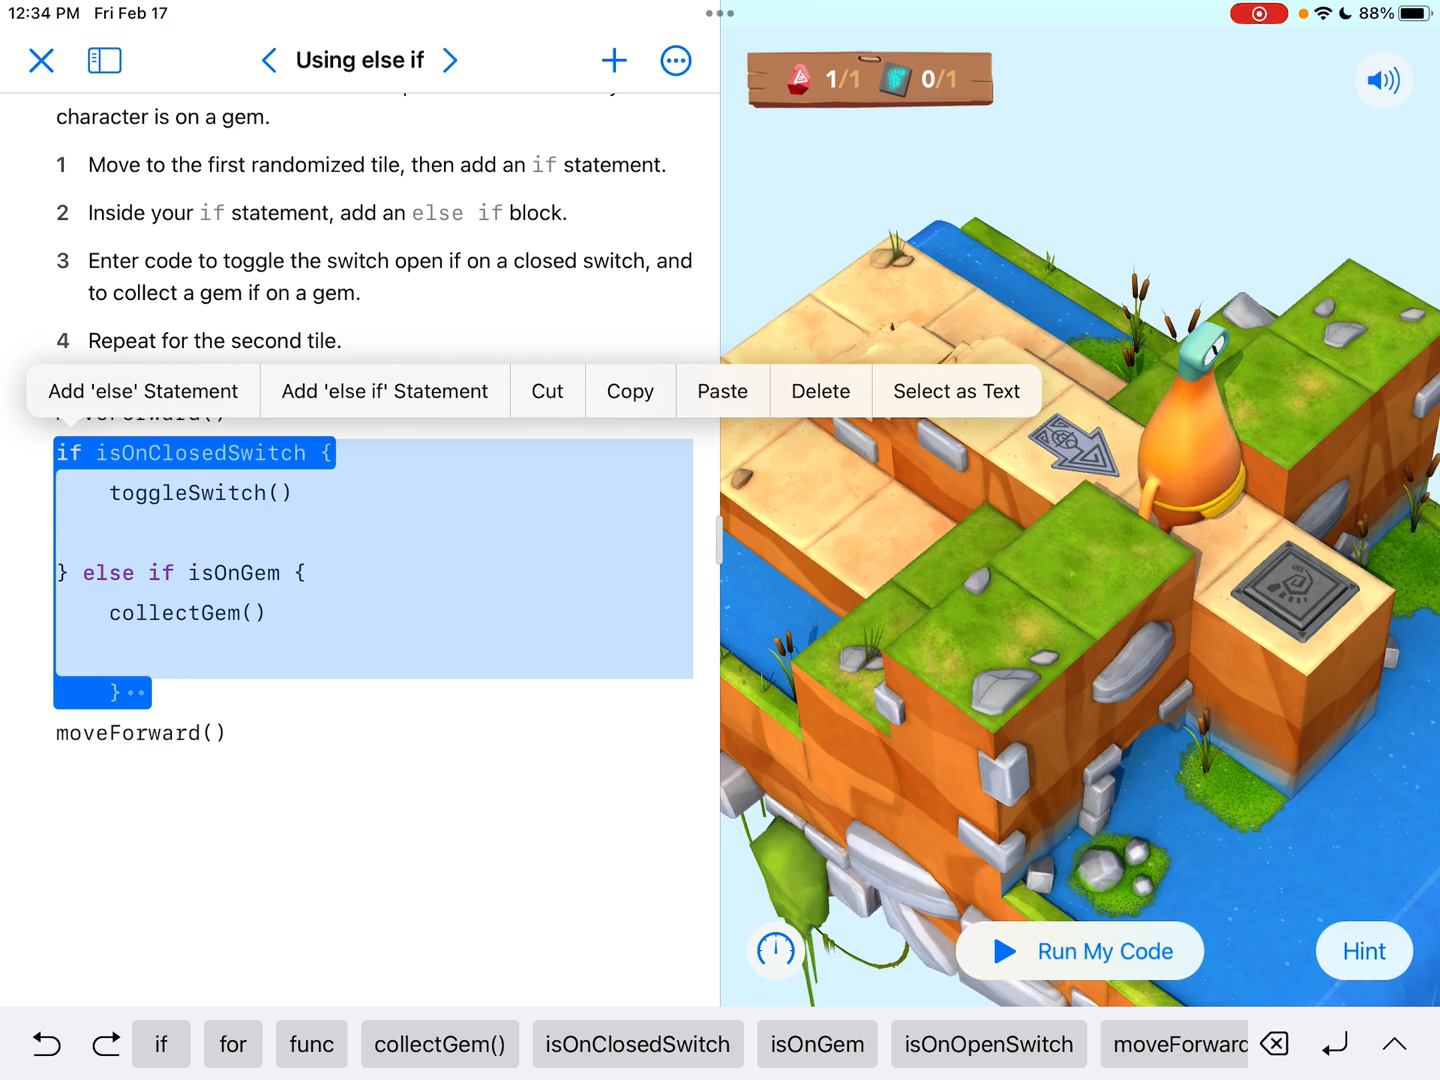 12:34 PM Fri Feb 17
88%
Using else if
character is on a gem.
1 Move to the first randomized tile, then add an if statement.
2 Inside your if statement, add an else if block.
3 Enter code to toggle the switch open if on a closed switch, and
to collect a gem if on a gem.
4 Repeat for the second tile.
Add 'else' Statement
Add 'else if' Statement
Cut
Copy
Paste
Delete
Select as Text
if isOnClosedSwitch {
toggleSwitch()
} else if isOnGem {
collectGem()
}
moveForward()
1/1
0/1
Run My Code
Hint
if
for
func
collectGem()
isOnClosedSwitch
isOnGem
isOnOpenSwitch
moveForward